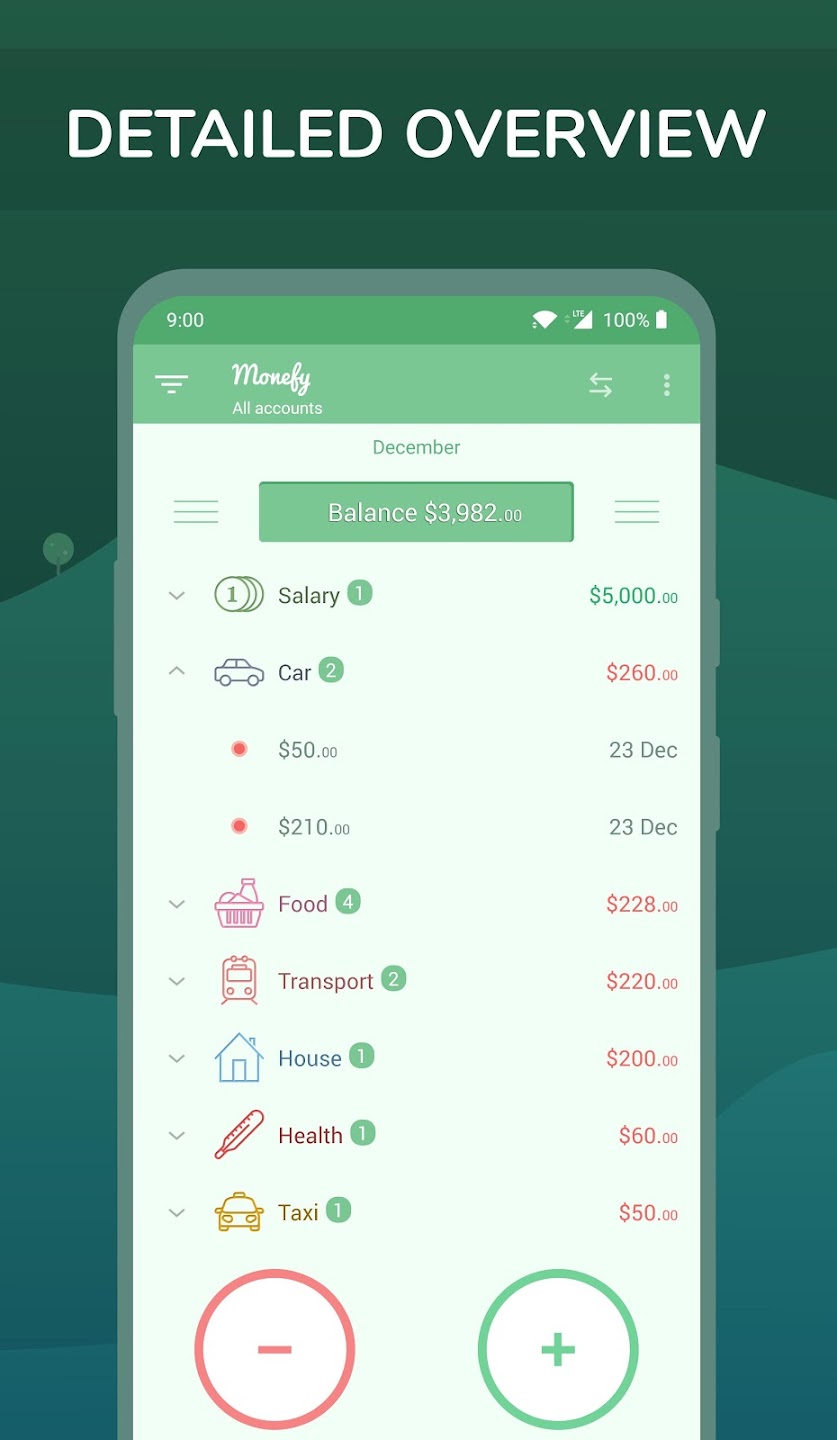 DETAILED OVERVIEW
9:00 LTE 100%
Monefy
All accounts
December
Balance $3,982.00
1 Salary 1 $5,000.00
Car 2 $260.00
$50.00 23 Dec
$210.00 23 Dec
Food 4 $228.00
Transport 2 $220.00
House 1 $200.00
Health 1 $60.00
Taxi 1 $50.00
− +